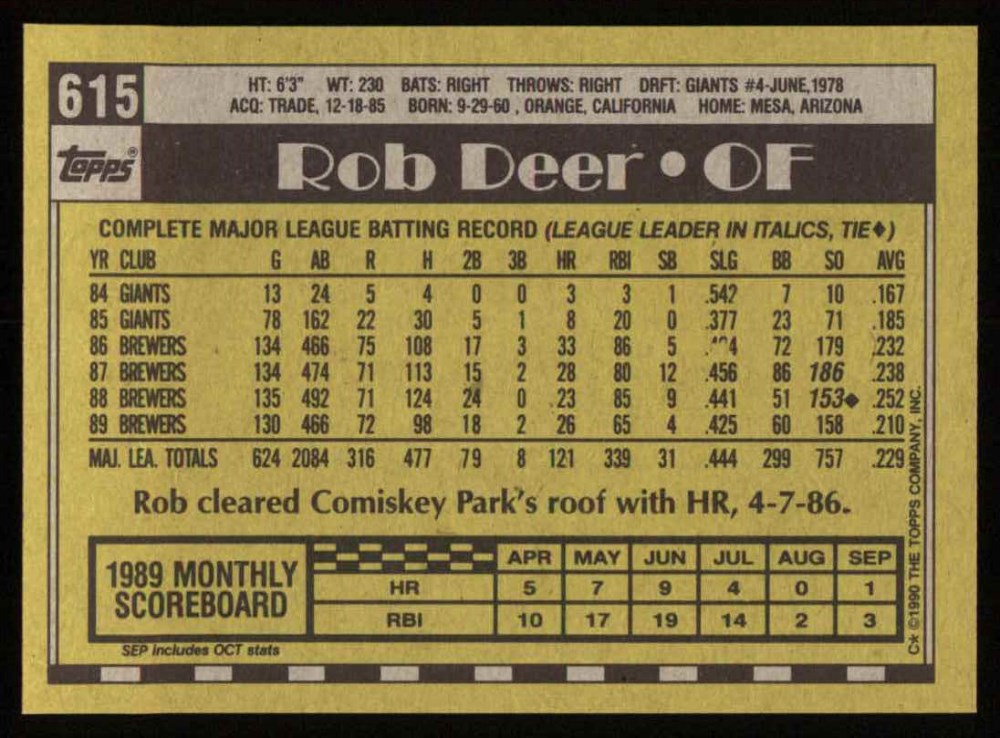 615
HT: 6'3" WT: 230 BATS: RIGHT THROWS: RIGHT DRFT: GIANTS #4-JUNE,1978
ACQ: TRADE, 12-18-85 BORN: 9-29-60 , ORANGE, CALIFORNIA HOME: MESA, ARIZONA
Topps®
Rob Deer • OF
COMPLETE MAJOR LEAGUE BATTING RECORD (LEAGUE LEADER IN ITALICS, TIE♦)
YR CLUB G AB R H 2B 3B HR RBI SB SLG BB SO AVG
84 GIANTS 13 24 5 4 0 0 3 3 1 .542 7 10 .167
85 GIANTS 78 162 22 30 5 1 8 20 0 .377 23 71 .185
86 BREWERS 134 466 75 108 17 3 33 86 5 72 179 .232
87 BREWERS 134 474 71 113 15 2 28 80 12 .456 86 186 .238
88 BREWERS 135 492 71 124 24 0 23 85 9 .441 51 153♦ .252
89 BREWERS 130 466 72 98 18 2 26 65 4 .425 60 158 .210
MAJ. LEA. TOTALS 624 2084 316 477 79 8 121 339 31 .444 299 757 .229
Rob cleared Comiskey Park's roof with HR, 4-7-86.
1989 MONTHLY
SCOREBOARD
APR MAY JUN JUL AUG SEP
HR 5 7 9 4 0 1
RBI 10 17 19 14 2 3
SEP includes OCT stats
C* ©1990 THE TOPPS COMPANY, INC.